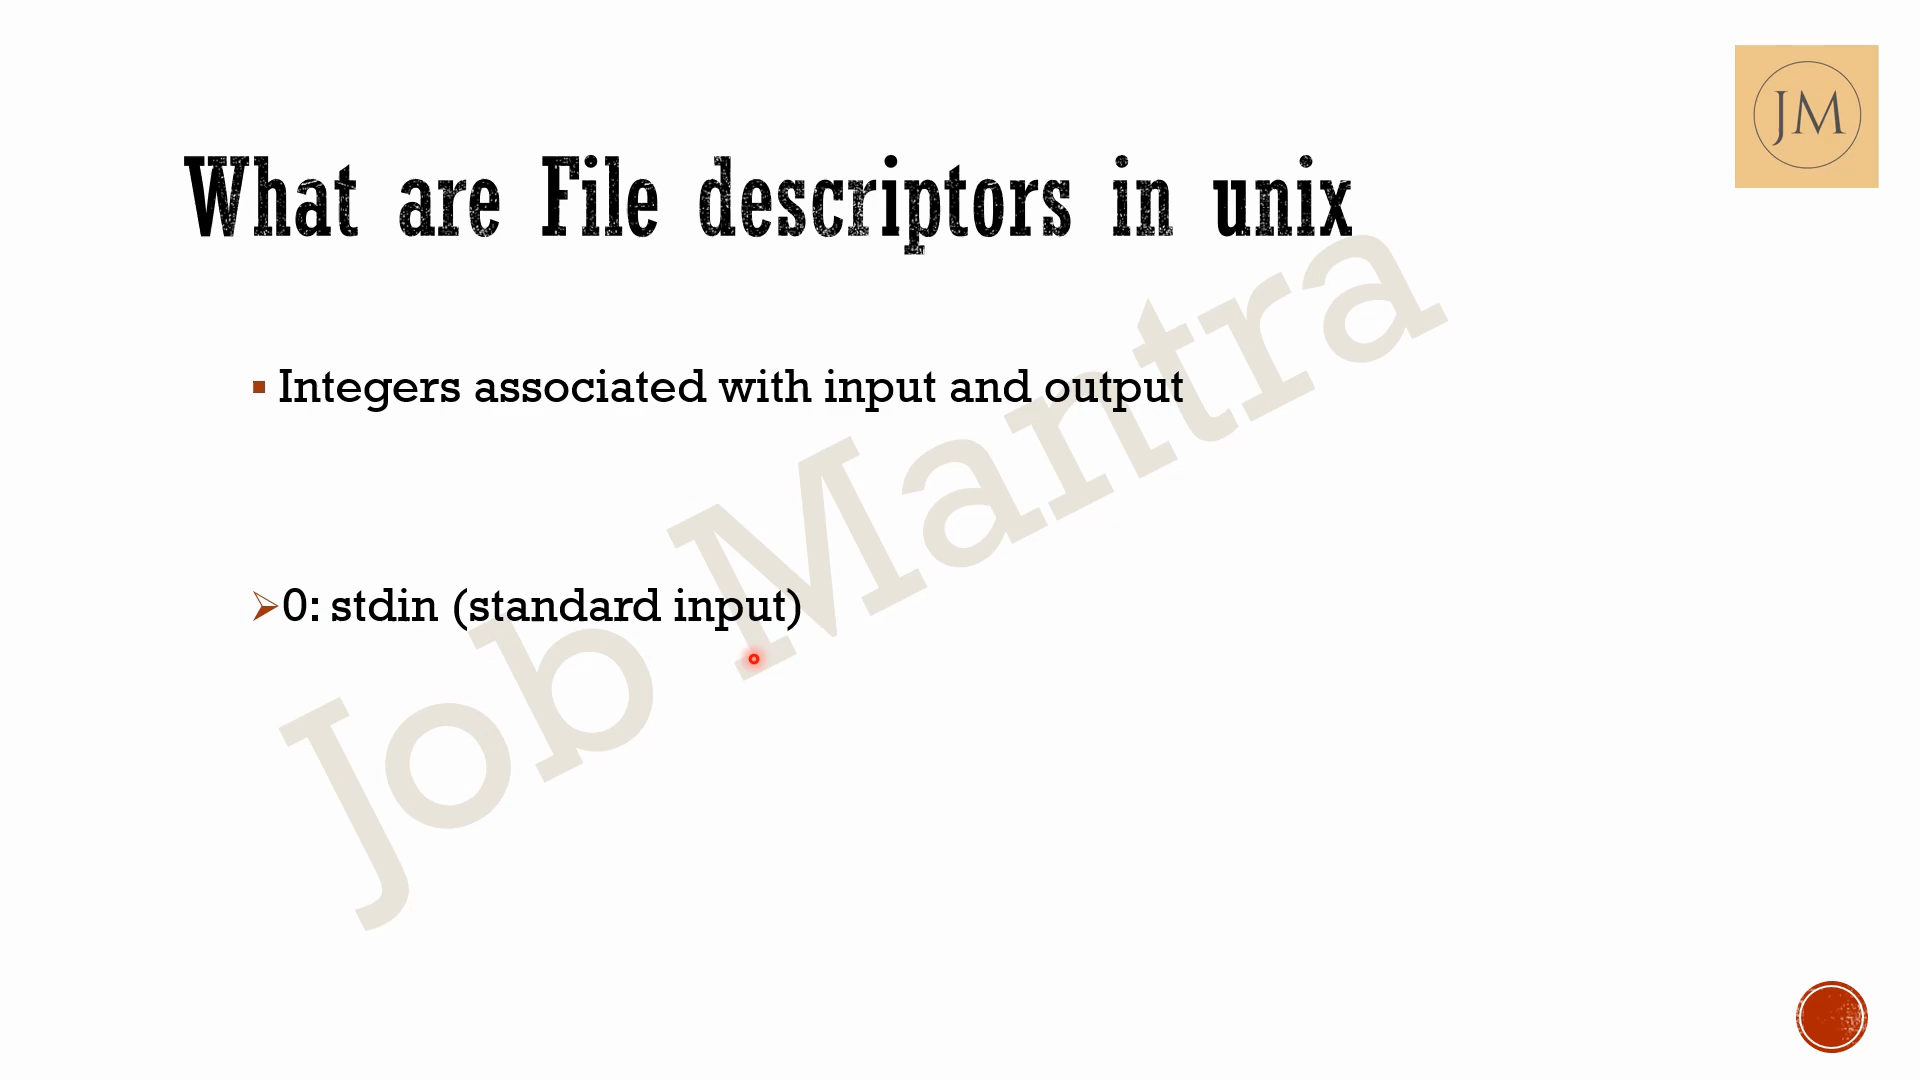 JM
What are File descriptors in unix
Integers associated with input and output
0: stdin (standard input)
Job Mantra